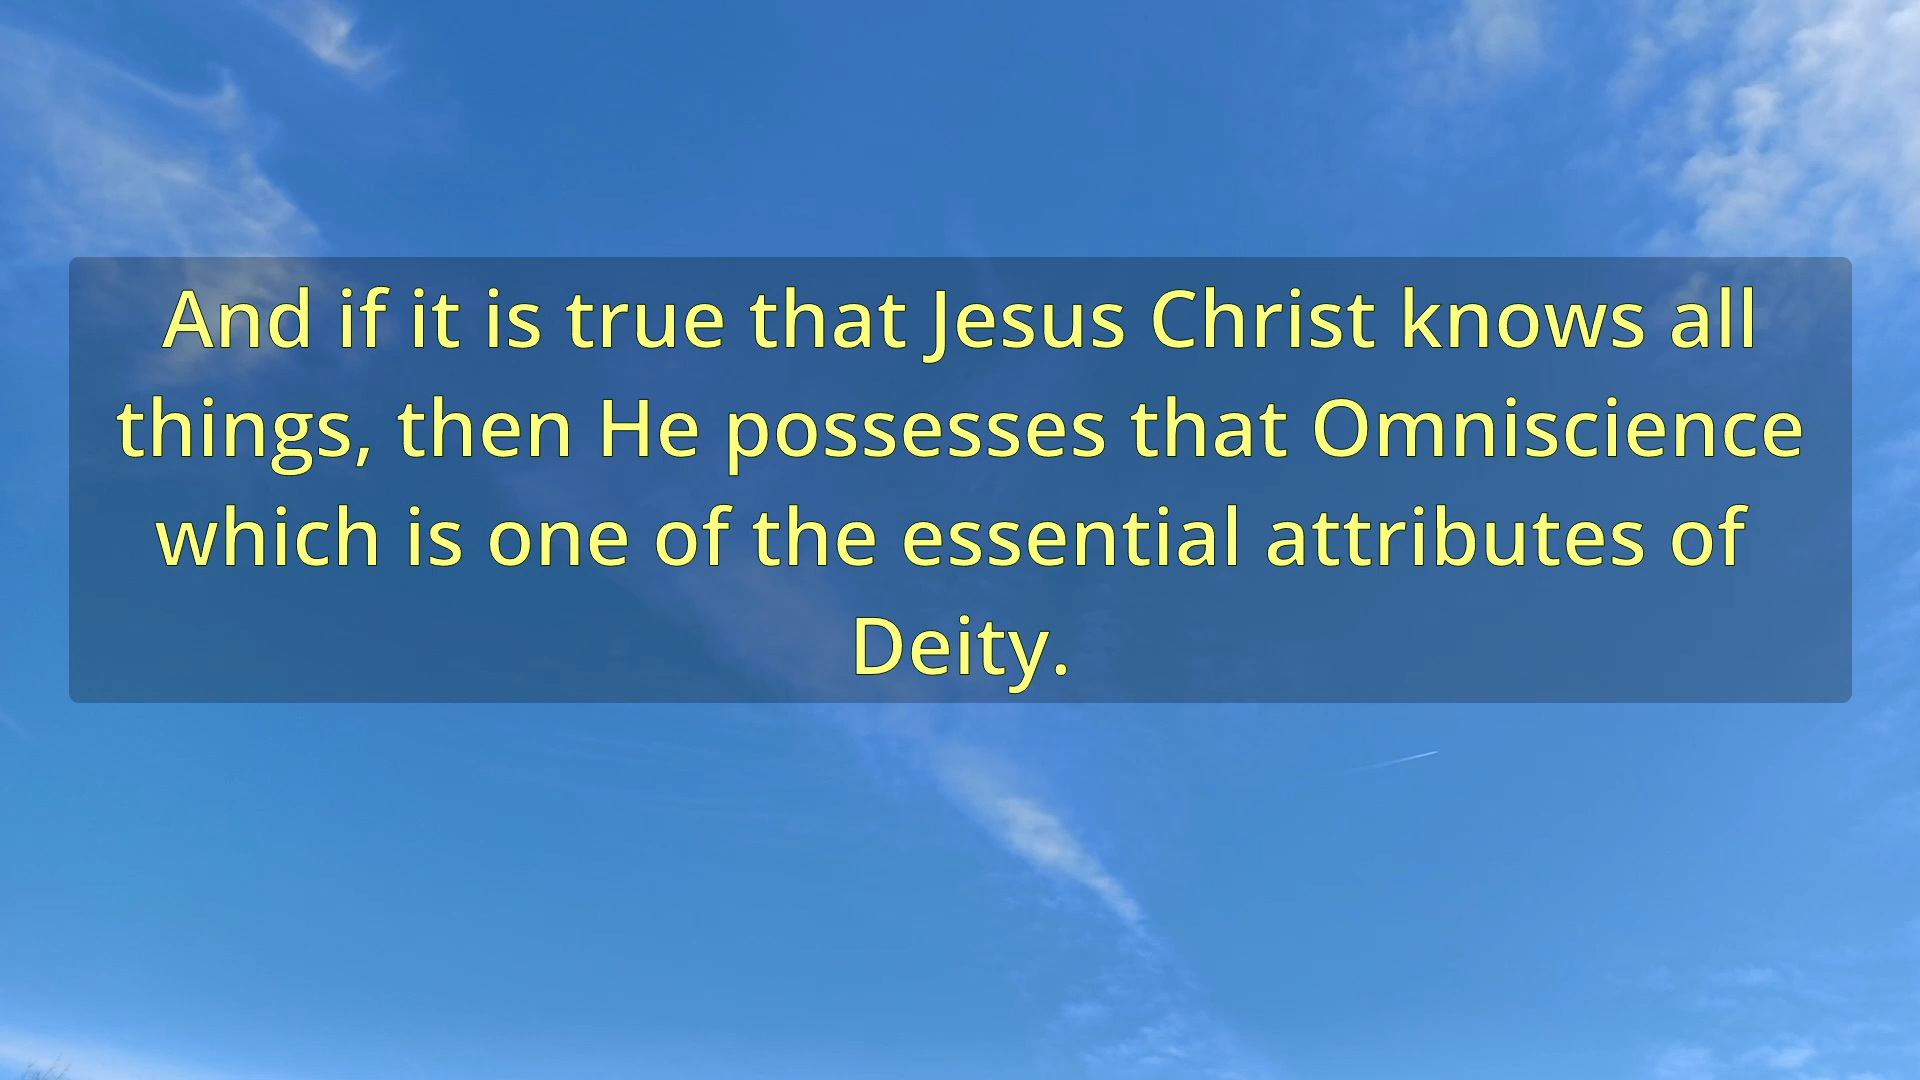 And if it is true that Jesus Christ knows all
things, then He possesses that Omniscience
which is one of the essential attributes of
Deity.